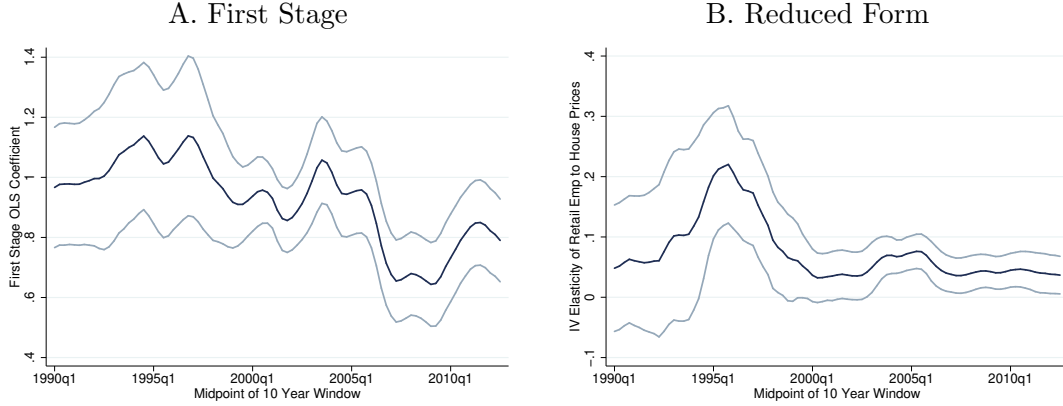 A. First Stage
First Stage OLS Coefficient
1.4
1.2
1
.8
.6
.4
1990q1 1995q1 2000q1 2005q1 2010q1
Midpoint of 10 Year Window
B. Reduced Form
IV Elasticity of Retail Emp to House Prices
.4
.3
.2
.1
0
-.1
1990q1 1995q1 2000q1 2005q1 2010q1
Midpoint of 10 Year Window